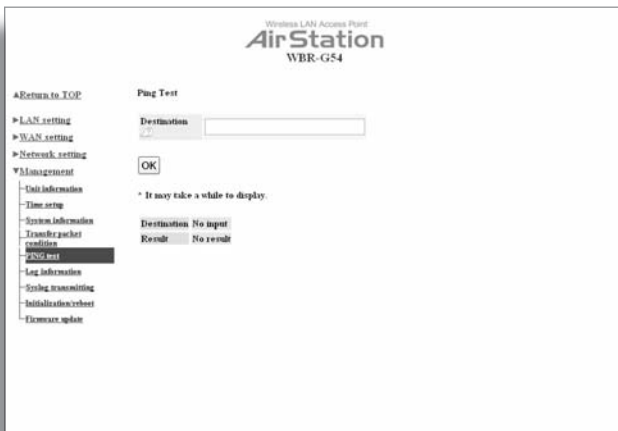 Wireless LAN Access Point
AirStation
WBR-G54
▲Return to TOP
▶LAN setting
▶WAN setting
▶Network setting
▼Management
Unit information
Time setup
System information
Transfer packet
condition
PING test
Log information
Syslog transmitting
Initialization/reboot
Firmware update
Ping Test
Destination
OK
* It may take a while to display.
Destination No input
Result No result